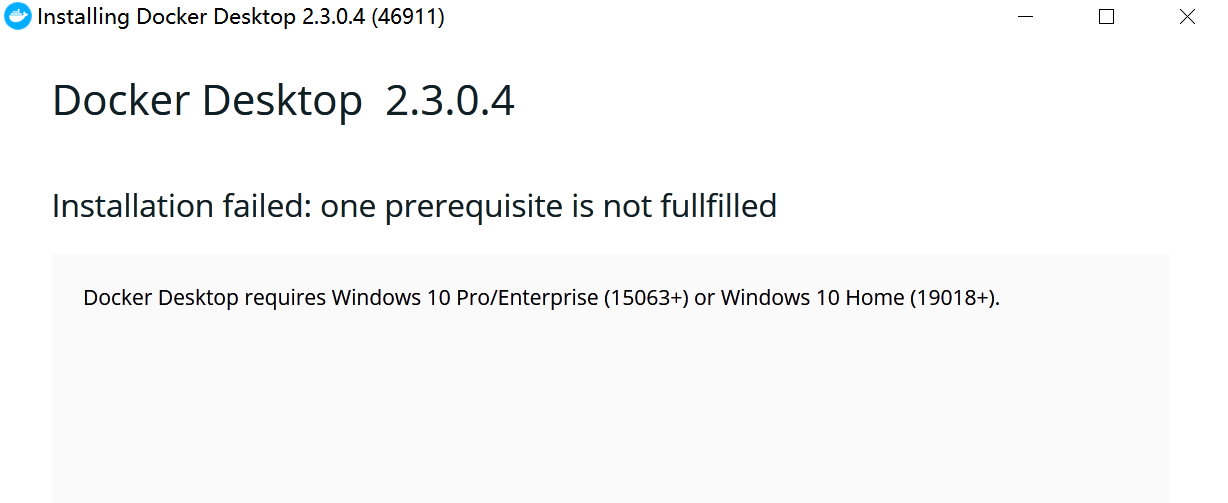 Installing Docker Desktop 2.3.0.4 (46911)
Docker Desktop 2.3.0.4
Installation failed: one prerequisite is not fullfilled
Docker Desktop requires Windows 10 Pro/Enterprise (15063+) or Windows 10 Home (19018+).